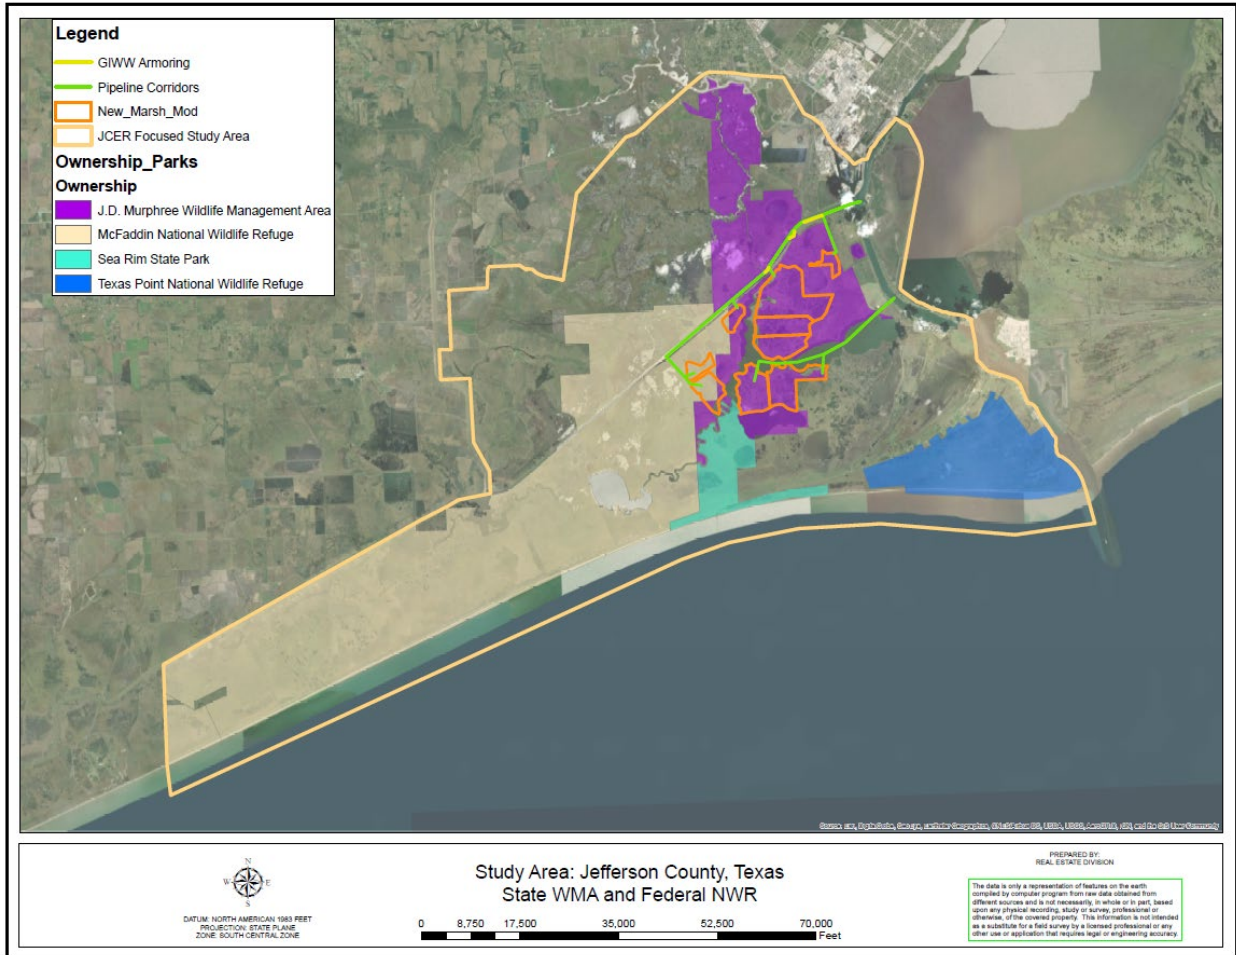 Legend
GIWW Armoring
Pipeline Corridors
New_Marsh_Mod
JCER Focused Study Area
Ownership_Parks
Ownership
J.D. Murphree Wildlife Management Area
McFaddin National Wildlife Refuge
Sea Rim State Park
Texas Point National Wildlife Refuge
and the GIS User Community
N
W E
S
DATUM: NORTH AMERICAN 1983 FEET
PROJECTION: STATE PLANE
ZONE: SOUTH CENTRAL ZONE
Study Area: Jefferson County, Texas
State WMA and Federal NWR
0 8,750 17,500 35,000 52,500 70,000
Feet
PREPARED BY:
REAL ESTATE DIVISION
The data is only a representation of features on the earth
compiled by computer program from raw data obtained from
different sources and is not necessarily, in whole or in part, based
upon any physical recording, study or survey, professional or
otherwise, of the covered property. This information is not intended
as a substitute for a field survey by a licensed professional or any
other use or application that requires legal or engineering accuracy.